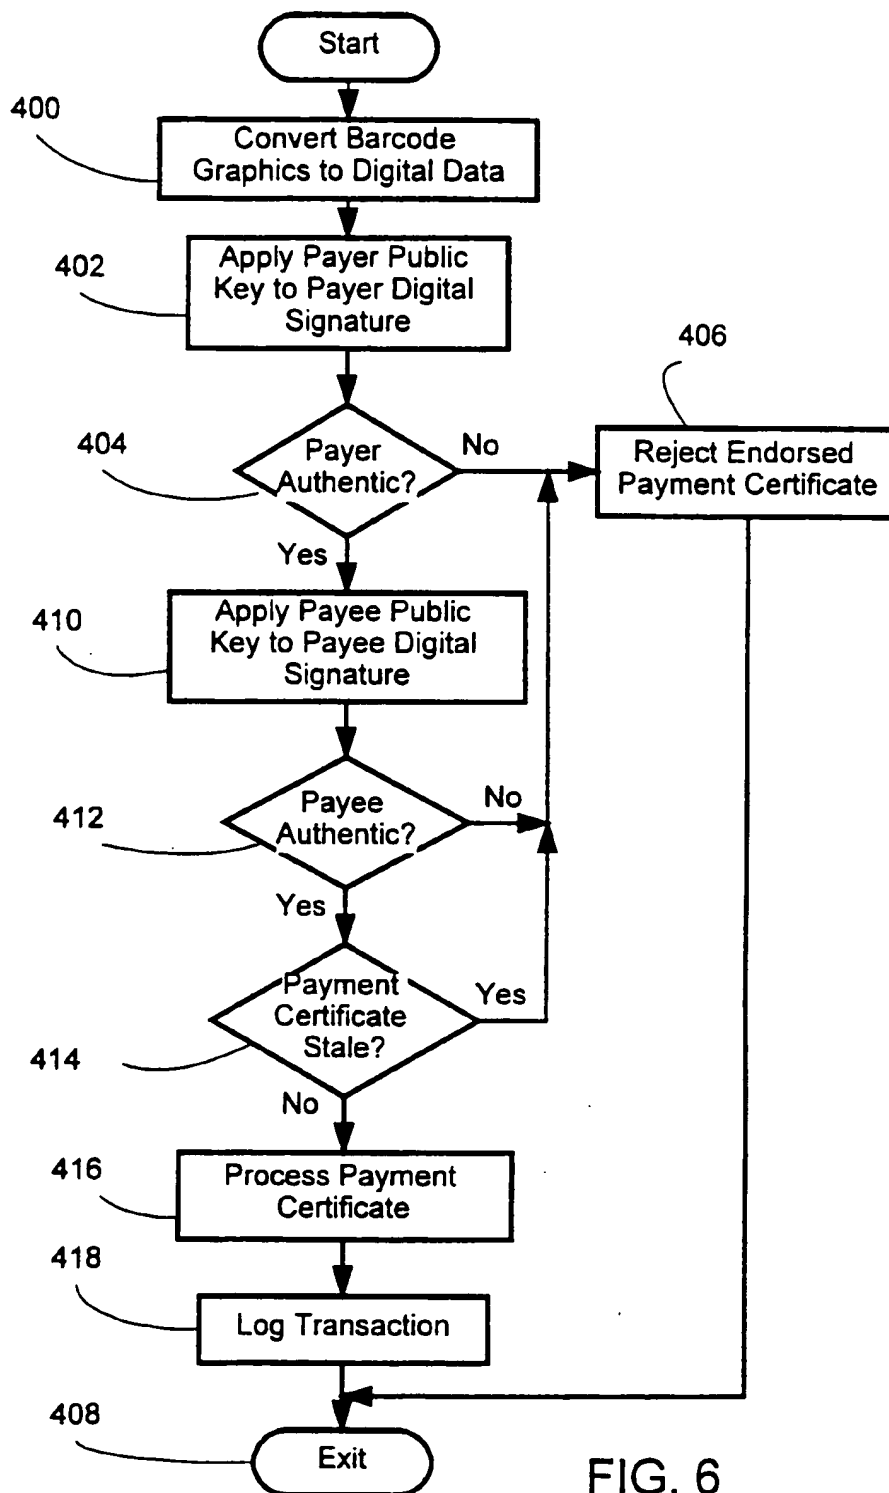 Start
400
Convert Barcode
Graphics to Digital Data
402
Apply Payer Public
Key to Payer Digital
Signature
406
404
Payer
Authentic?
No
Reject Endorsed
Payment Certificate
Yes
410
Apply Payee Public
Key to Payee Digital
Signature
412
Payee
Authentic?
No
Yes
414
Payment
Certificate
Stale?
Yes
No
416
Process Payment
Certificate
418
Log Transaction
408
Exit
FIG. 6